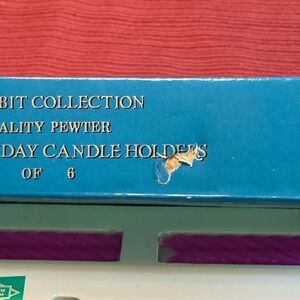 BIT COLLECTION
ALITY PEWTER
DAY CANDLE HOLDERS
OF 6